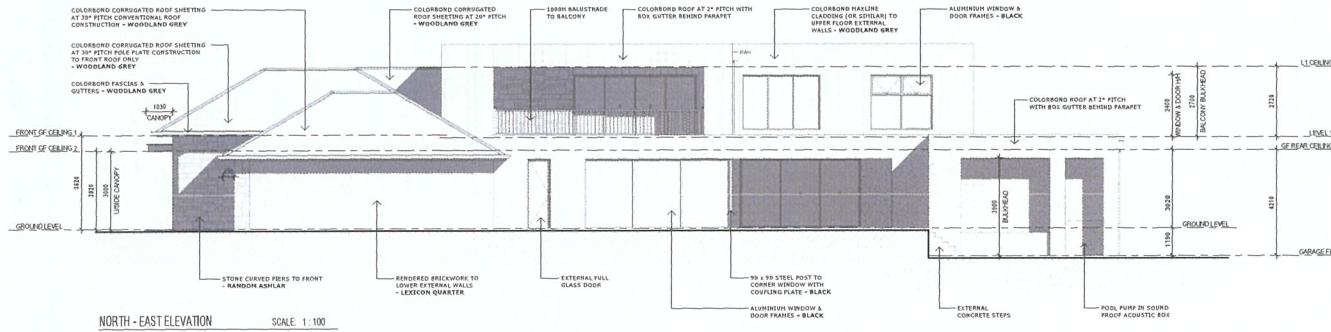 COLORBOND CORRUGATED ROOF SHEETING
AT 30° PITCH CONVENTIONAL ROOF
CONSTRUCTION - WOODLAND GREY
COLORBOND CORRUGATED ROOF SHEETING
AT 30° PITCH POLE PLATE CONSTRUCTION
TO FRONT ROOF ONLY
- WOODLAND GREY
COLORBOND FASCIAS &
GUTTERS - WOODLAND GREY
COLORBOND CORRUGATED
ROOF SHEETING AT 20° PITCH
- WOODLAND GREY
1000H BALUSTRADE
TO BALCONY
COLORBOND ROOF AT 2° PITCH WITH
BOX GUTTER BEHIND PARAPET
COLORBOND MAXLINE
CLADDING (OR SIMILAR) TO
UPPER FLOOR EXTERNAL
WALLS - WOODLAND GREY
ALUMINIUM WINDOW &
DOOR FRAMES - BLACK
L1 CEILING
COLORBOND ROOF AT 2° PITCH
WITH BOX GUTTER BEHIND PARAPET
2400
WINDOW & DOOR H/H
2700
BALCONY BULKHEAD
2720
1030
CANOPY
FRONT OF CEILING 1
FRONT OF CEILING 2
LEVEL 1
GF REAR CEILING
3000
U/SIDE CANOPY
3900
BULKHEAD
3020
4210
1190
GROUND LEVEL
GROUND LEVEL
GARAGE F
STONE CURVED PIERS TO FRONT
- RANDOM ASHLAR
RENDERED BRICKWORK TO
LOWER EXTERNAL WALLS
- LEXICON QUARTER
EXTERNAL FULL
GLASS DOOR
90 x 90 STEEL POST TO
CORNER WINDOW WITH
COUPLING PLATE - BLACK
ALUMINIUM WINDOW &
DOOR FRAMES - BLACK
EXTERNAL
CONCRETE STEPS
POOL PUMP IN SOUND
PROOF ACOUSTIC BOX
NORTH - EAST ELEVATION SCALE 1 : 100